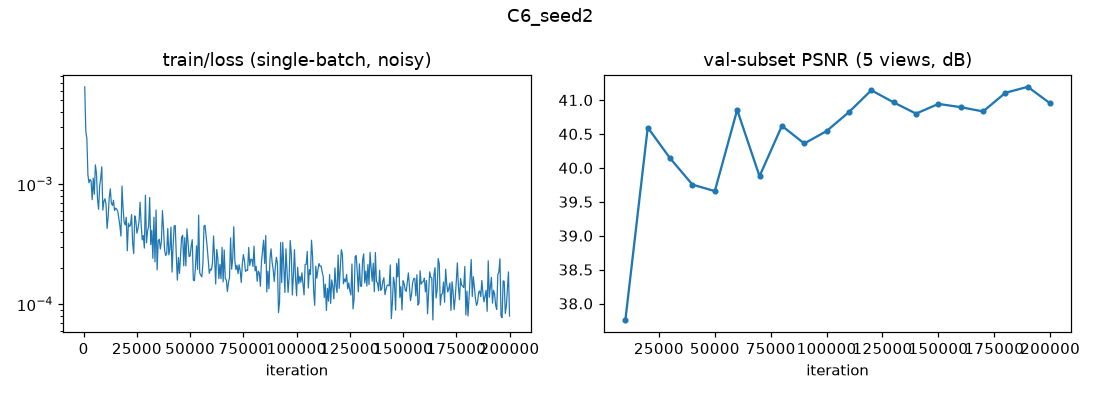 C6_seed2
train/loss (single-batch, noisy)
val-subset PSNR (5 views, dB)
10⁻³
10⁻⁴
0 25000 50000 75000 100000 125000 150000 175000 200000
iteration
41.0
40.5
40.0
39.5
39.0
38.5
38.0
25000 50000 75000 100000 125000 150000 175000 200000
iteration